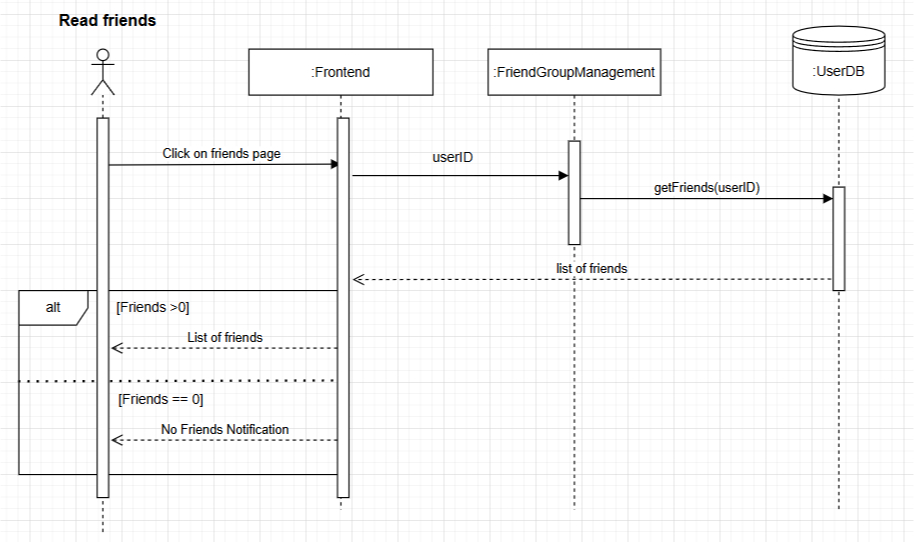 Read friends
:Frontend
:FriendGroupManagement
:UserDB
Click on friends page
userID
getFriends(userID)
list of friends
alt
[Friends >0]
List of friends
[Friends == 0]
No Friends Notification